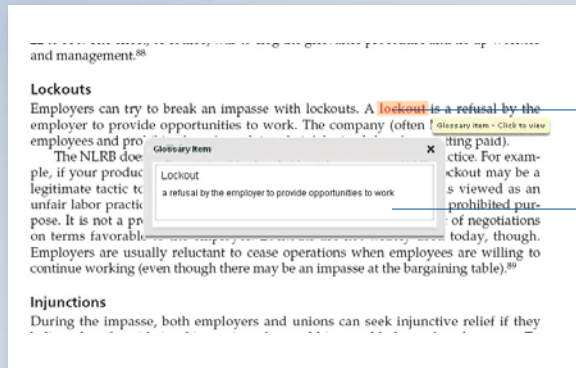 and management.88
Lockouts
Employers can try to break an impasse with lockouts. A lockout is a refusal by the
employer to provide opportunities to work. The company (often
Glossary Item - Click to view
employees and pro
ting paid).
The NLRB doe
ctice. For exam-
Glossary Item
ple, if your produc
ckout may be a
Lockout
legitimate tactic to
s viewed as an
a refusal by the employer to provide opportunities to work
unfair labor practic
prohibited pur-
pose. It is not a pr
of negotiations
on terms favorable
today, though.
Employers are usually reluctant to cease operations when employees are willing to
continue working (even though there may be an impasse at the bargaining table).89
Injunctions
During the impasse, both employers and unions can seek injunctive relief if they